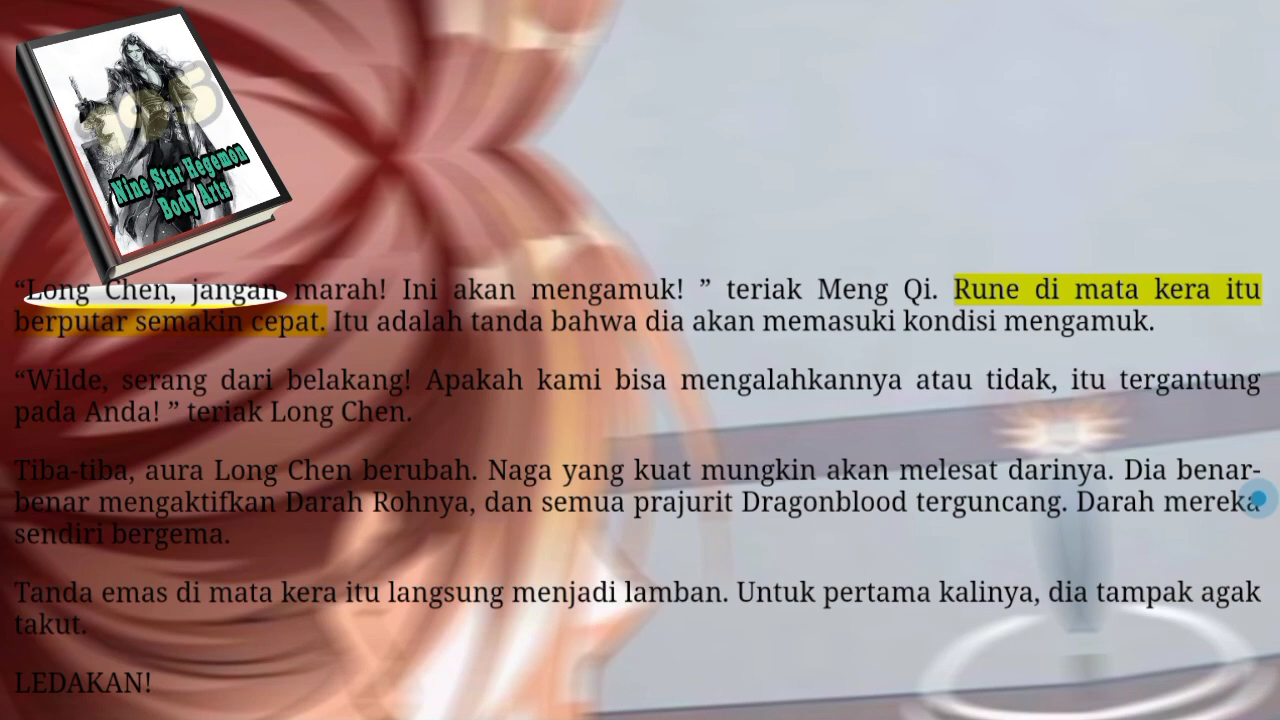 Nine Star Hegemon
Body Arts
“Long Chen, jangan marah! Ini akan mengamuk! ” teriak Meng Qi. Rune di mata kera itu
berputar semakin cepat. Itu adalah tanda bahwa dia akan memasuki kondisi mengamuk.
“Wilde, serang dari belakang! Apakah kami bisa mengalahkannya atau tidak, itu tergantung
pada Anda! ” teriak Long Chen.
Tiba-tiba, aura Long Chen berubah. Naga yang kuat mungkin akan melesat darinya. Dia benar-
benar mengaktifkan Darah Rohnya, dan semua prajurit Dragonblood terguncang. Darah mereka
sendiri bergema.
Tanda emas di mata kera itu langsung menjadi lamban. Untuk pertama kalinya, dia tampak agak
takut.
LEDAKAN!